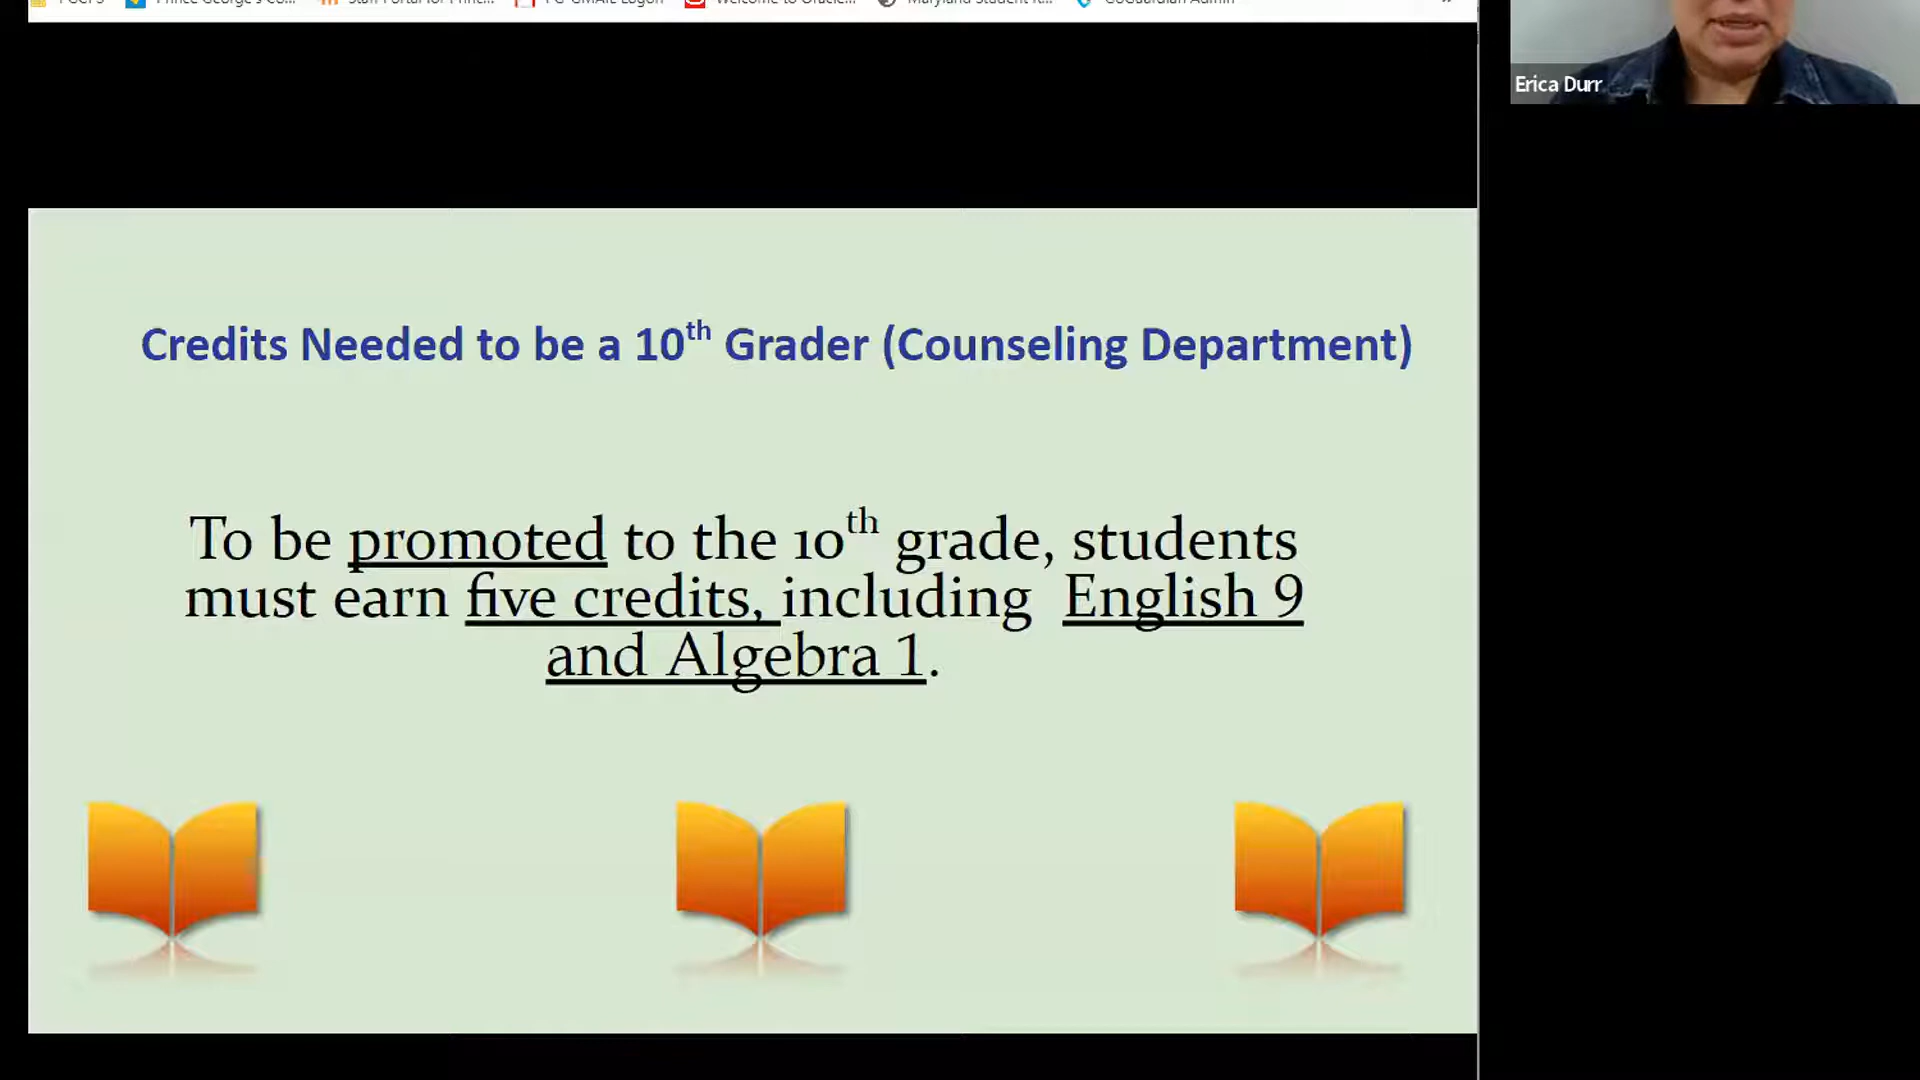 Erica Durr
Credits Needed to be a 10th Grader (Counseling Department)
To be promoted to the 10th grade, students
must earn five credits, including English 9
and Algebra 1.